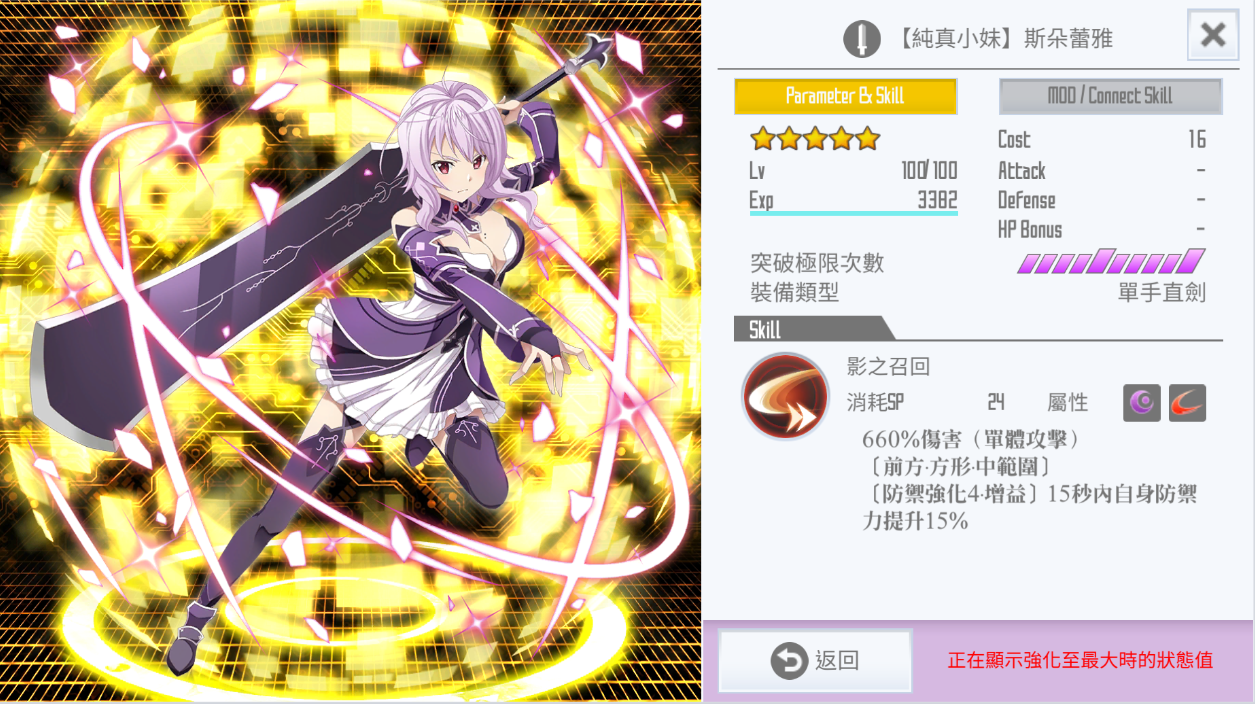 【純真小妹】斯朵蕾雅
Parameter & Skill
MOD / Connect Skill
Lv 100/100
Exp 3382
Cost 16
Attack -
Defense -
HP Bonus -
突破極限次數
裝備類型 單手直劍
Skill
影之召回
消耗SP 24 屬性
660%傷害（單體攻擊）
〔前方·方形·中範圍〕
〔防禦強化4·增益〕15秒內自身防禦
力提升15%
返回
正在顯示強化至最大時的狀態值